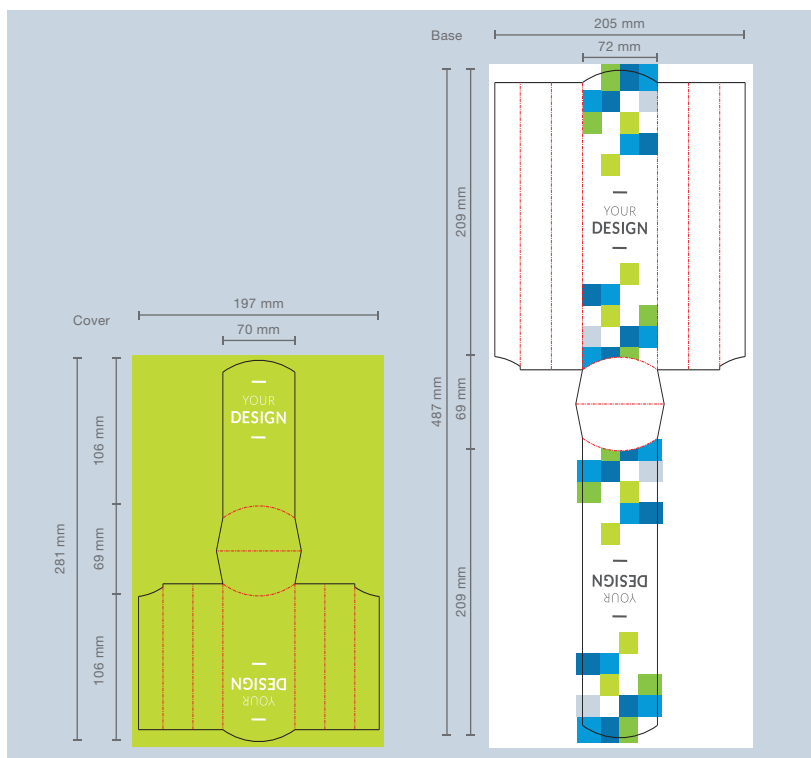 Base
205 mm
72 mm
487 mm
209 mm
69 mm
209 mm
YOUR
DESIGN
DESIGN
YOUR
Cover
197 mm
70 mm
281 mm
106 mm
69 mm
106 mm
YOUR
DESIGN
DESIGN
YOUR